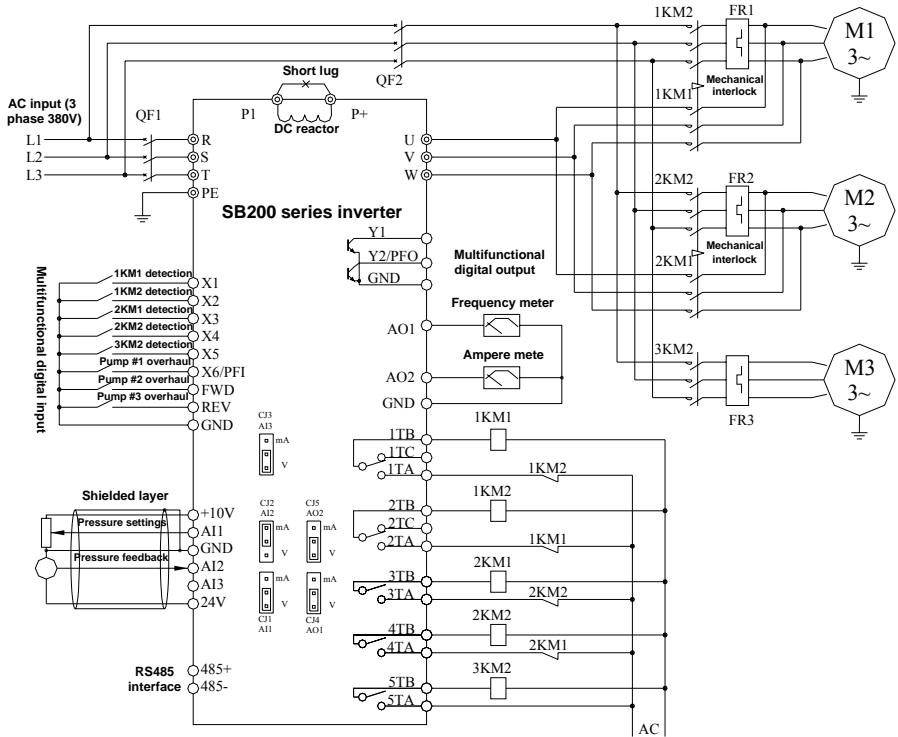 1KM2
FR1
M1
3~
QF2
Mechanical
interlock
1KM1
Short lug
P1
P+
DC reactor
AC input (3
phase 380V)
QF1
L1
L2
L3
R
S
T
PE
U
V
W
SB200 series inverter
2KM2
FR2
M2
3~
Mechanical
interlock
2KM1
Y1
Y2/PFO
GND
Multifunctional
digital output
Multifunctional digital input
1KM1 detection
X1
1KM2 detection
X2
2KM1 detection
X3
2KM2 detection
X4
3KM2 detection
X5
Pump #1 overhaul
X6/PFI
Pump #2 overhaul
FWD
Pump #3 overhaul
REV
GND
Frequency meter
AO1
Ampere mete
AO2
GND
3KM2
FR3
M3
3~
CJ3
AI3
mA
V
1TB
1TC
1TA
1KM1
1KM2
Shielded layer
+10V
Pressure settings
AI1
GND
Pressure feedback
AI2
AI3
24V
CJ2
AI2
mA
V
CJ5
AO2
mA
V
mA
V
CJ1
AI1
mA
V
CJ4
AO1
2TB
2TC
2TA
1KM2
1KM1
3TB
3TA
2KM1
2KM2
4TB
4TA
2KM2
2KM1
RS485
interface
485+
485-
5TB
5TA
3KM2
AC